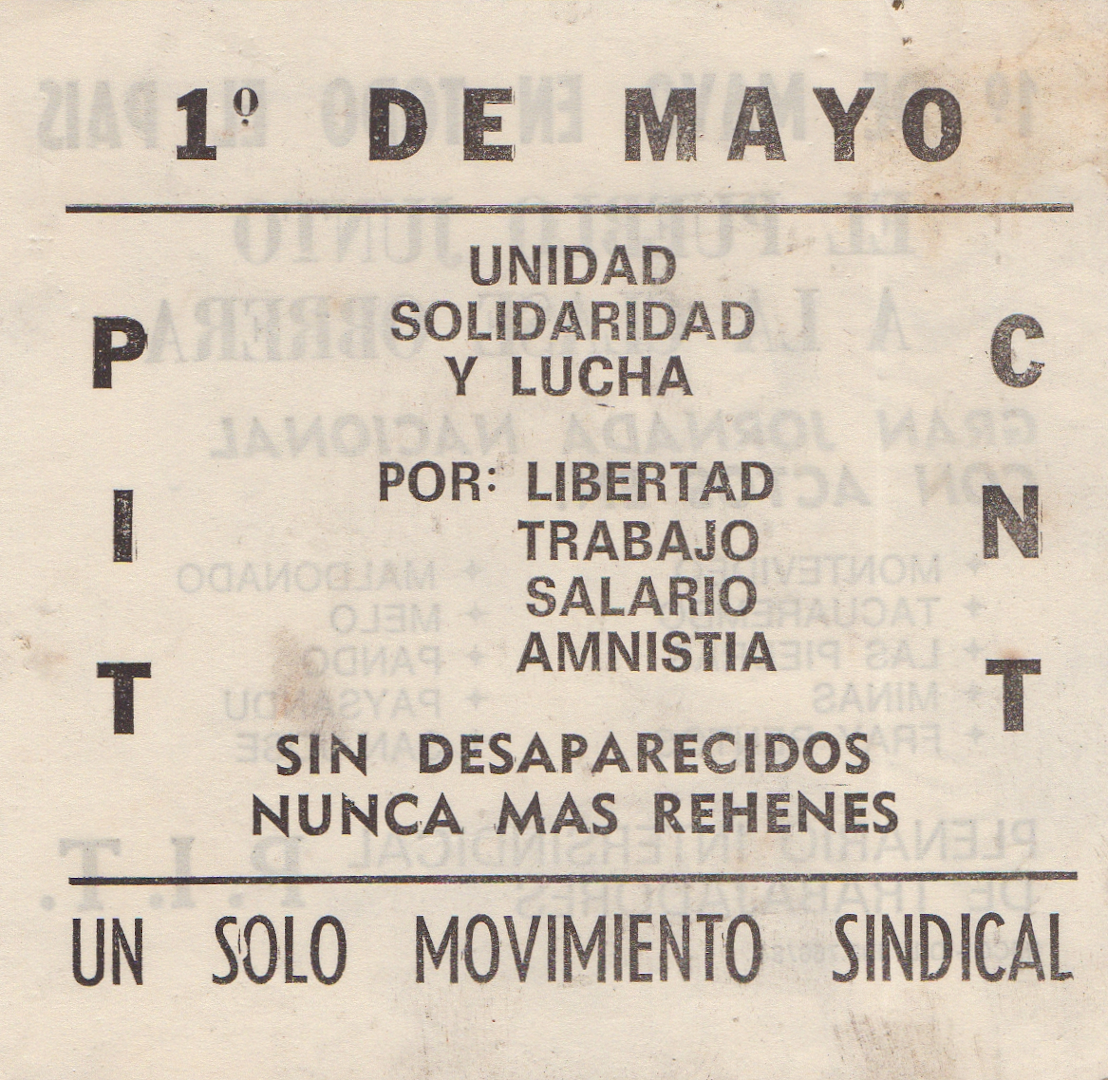 1º DE MAYO
P
I
T
UNIDAD
SOLIDARIDAD
Y LUCHA
POR: LIBERTAD
TRABAJO
SALARIO
AMNISTIA
SIN DESAPARECIDOS
NUNCA MAS REHENES
C
N
T
UN SOLO MOVIMIENTO SINDICAL